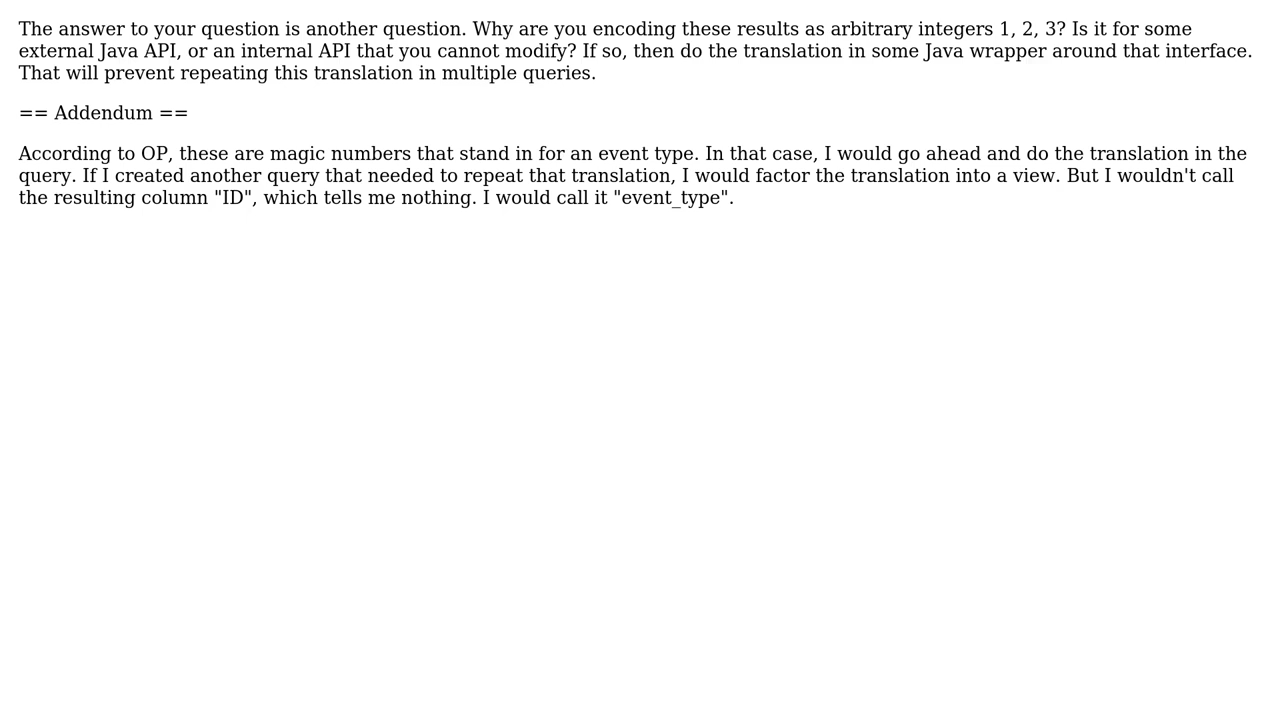 The answer to your question is another question. Why are you encoding these results as arbitrary integers 1, 2, 3? Is it for some
external Java API, or an internal API that you cannot modify? If so, then do the translation in some Java wrapper around that interface.
That will prevent repeating this translation in multiple queries.
== Addendum ==
According to OP, these are magic numbers that stand in for an event type. In that case, I would go ahead and do the translation in the
query. If I created another query that needed to repeat that translation, I would factor the translation into a view. But I wouldn't call
the resulting column "ID", which tells me nothing. I would call it "event_type".